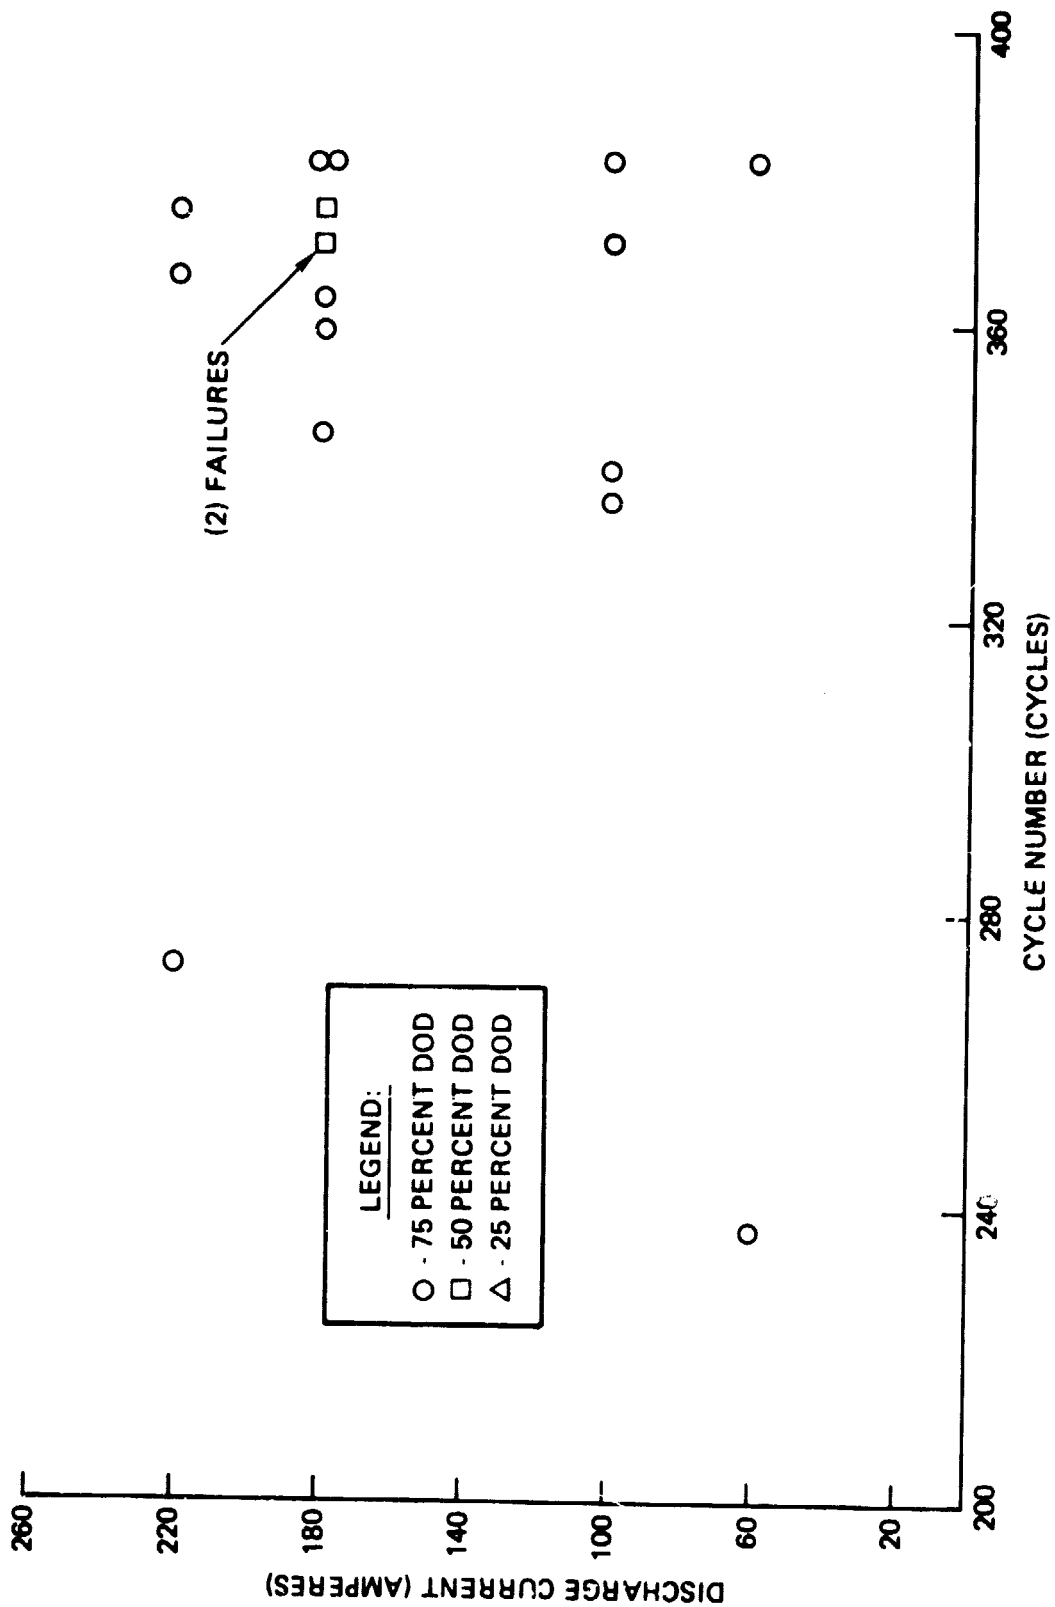 260
220
180
140
100
60
20
DISCHARGE CURRENT (AMPERES)
(2) FAILURES
LEGEND:
○ - 75 PERCENT DOD
□ - 50 PERCENT DOD
△ - 25 PERCENT DOD
200
240
280
320
360
400
CYCLE NUMBER (CYCLES)